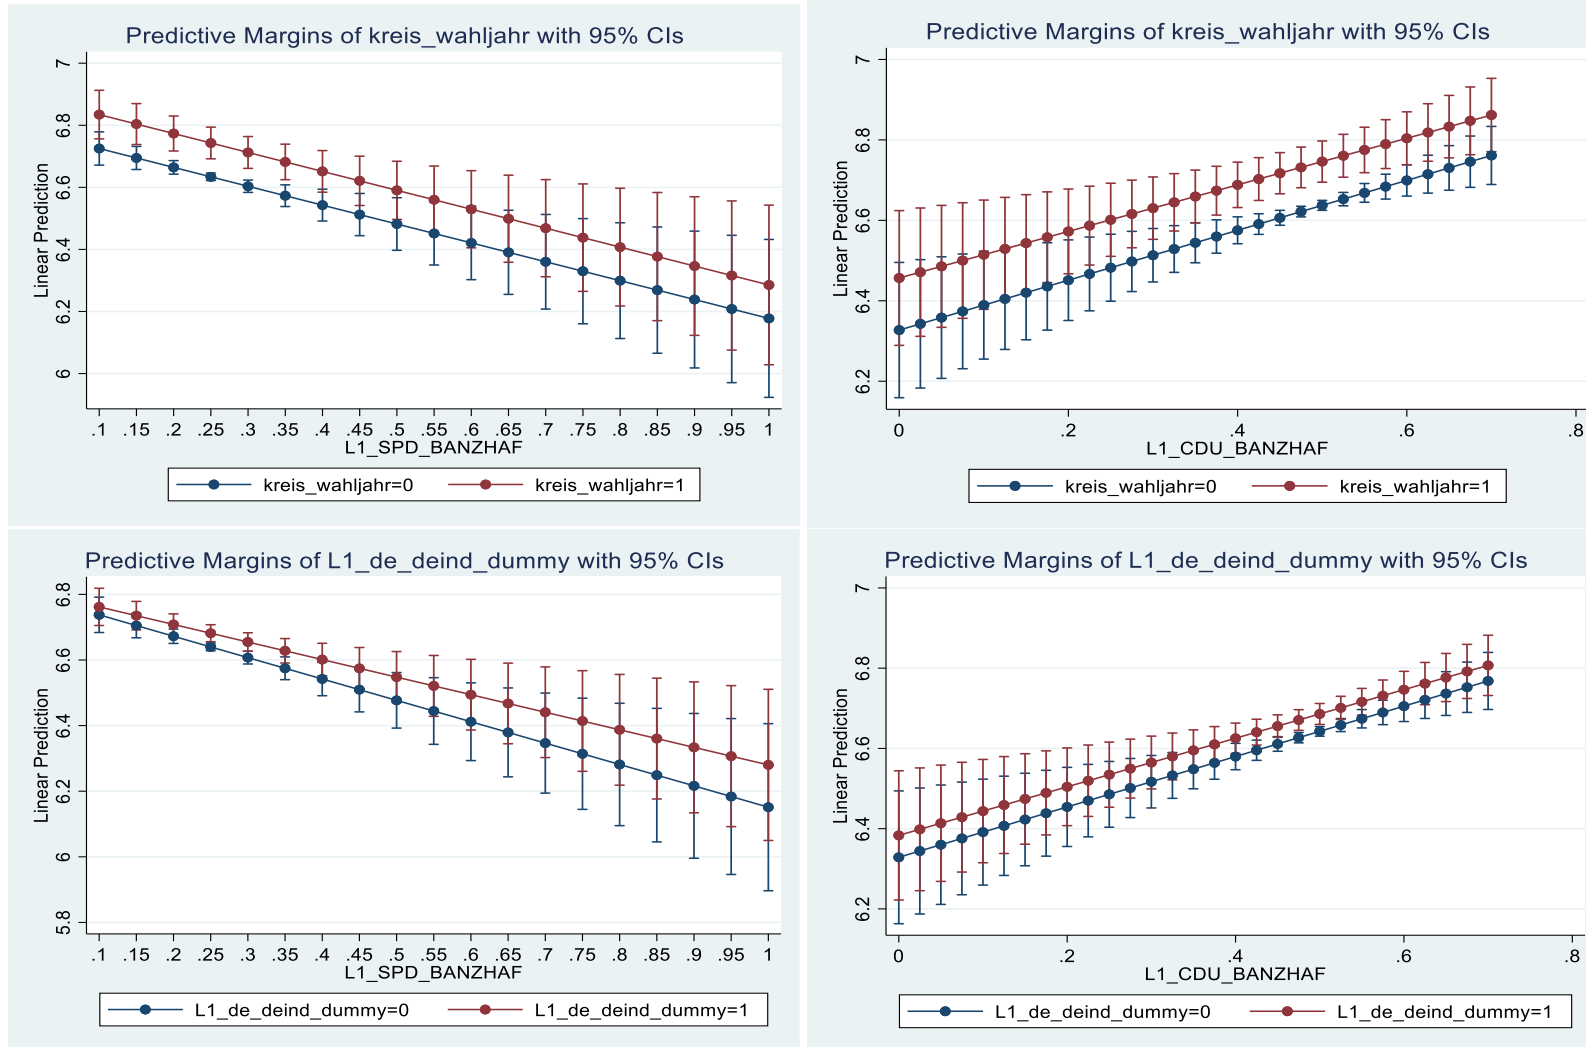 Predictive Margins of kreis_wahljahr with 95% CIs
Linear Prediction
7
6.8
6.6
6.4
6.2
6
.1 .15 .2 .25 .3 .35 .4 .45 .5 .55 .6 .65 .7 .75 .8 .85 .9 .95 1
L1_SPD_BANZHAF
kreis_wahljahr=0 kreis_wahljahr=1
Predictive Margins of kreis_wahljahr with 95% CIs
Linear Prediction
7
6.8
6.6
6.4
6.2
0 .2 .4 .6 .8
L1_CDU_BANZHAF
kreis_wahljahr=0 kreis_wahljahr=1
Predictive Margins of L1_de_deind_dummy with 95% CIs
Linear Prediction
6.8
6.6
6.4
6.2
6
5.8
.1 .15 .2 .25 .3 .35 .4 .45 .5 .55 .6 .65 .7 .75 .8 .85 .9 .95 1
L1_SPD_BANZHAF
L1_de_deind_dummy=0 L1_de_deind_dummy=1
Predictive Margins of L1_de_deind_dummy with 95% CIs
Linear Prediction
7
6.8
6.6
6.4
6.2
0 .2 .4 .6 .8
L1_CDU_BANZHAF
L1_de_deind_dummy=0 L1_de_deind_dummy=1